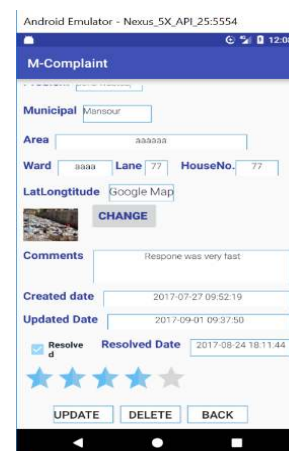 Android Emulator - Nexus_5X_API_25:5554
12:00
M-Complaint
Municipal Mansour
Area aaaaaa
Ward aaaa Lane 77 HouseNo. 77
LatLongtitude Google Map
CHANGE
Comments Respone was very fast
Created date 2017-07-27 09:52:19
Updated Date 2017-09-01 09:37:50
Resolve
d
Resolved Date 2017-08-24 18:11:44
UPDATE DELETE BACK